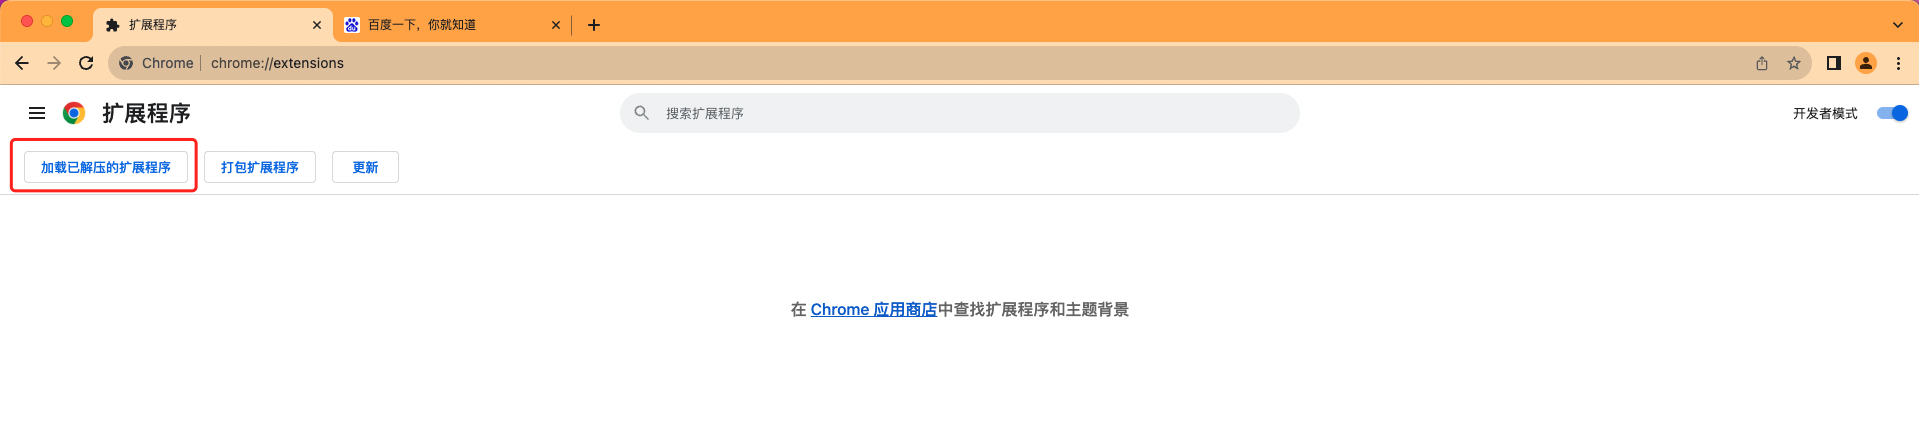 扩展程序
百度一下，你就知道
Chrome
chrome://extensions
扩展程序
搜索扩展程序
开发者模式
加载已解压的扩展程序
打包扩展程序
更新
在 Chrome 应用商店中查找扩展程序和主题背景